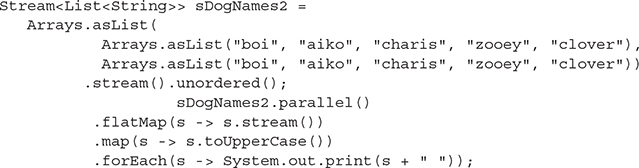 Stream<List<String>> sDogNames2 =
Arrays.asList(
Arrays.asList("boi", "aiko", "charis", "zooey", "clover"),
Arrays.asList("boi", "aiko", "charis", "zooey", "clover"))
.stream().unordered();
sDogNames2.parallel()
.flatMap(s -> s.stream())
.map(s -> s.toUpperCase())
.forEach(s -> System.out.print(s + " "));